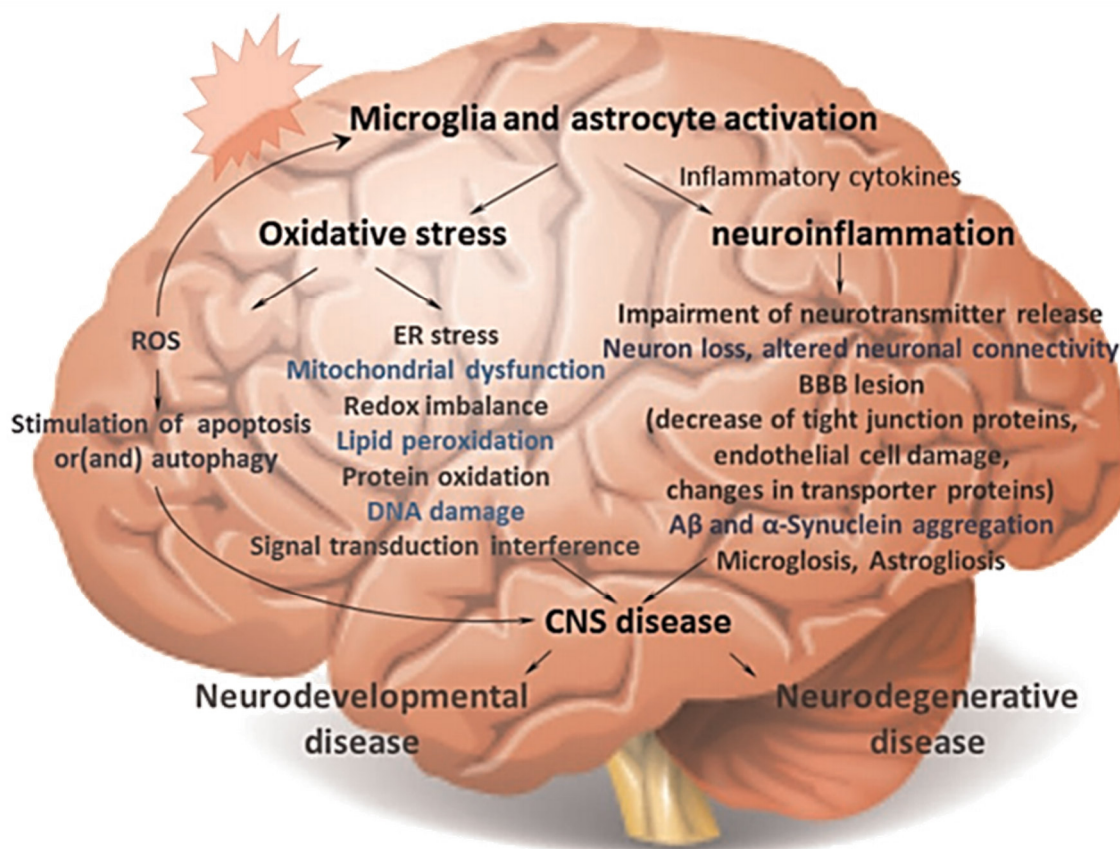 Microglia and astrocyte activation
Inflammatory cytokines
Oxidative stress
neuroinflammation
ROS
Stimulation of apoptosis
or(and) autophagy
ER stress
Mitochondrial dysfunction
Redox imbalance
Lipid peroxidation
Protein oxidation
DNA damage
Signal transduction interference
Impairment of neurotransmitter release
Neuron loss, altered neuronal connectivity
BBB lesion
(decrease of tight junction proteins,
endothelial cell damage,
changes in transporter proteins)
Aβ and α-Synuclein aggregation
Microglosis, Astrogliosis
CNS disease
Neurodevelopmental
disease
Neurodegenerative
disease